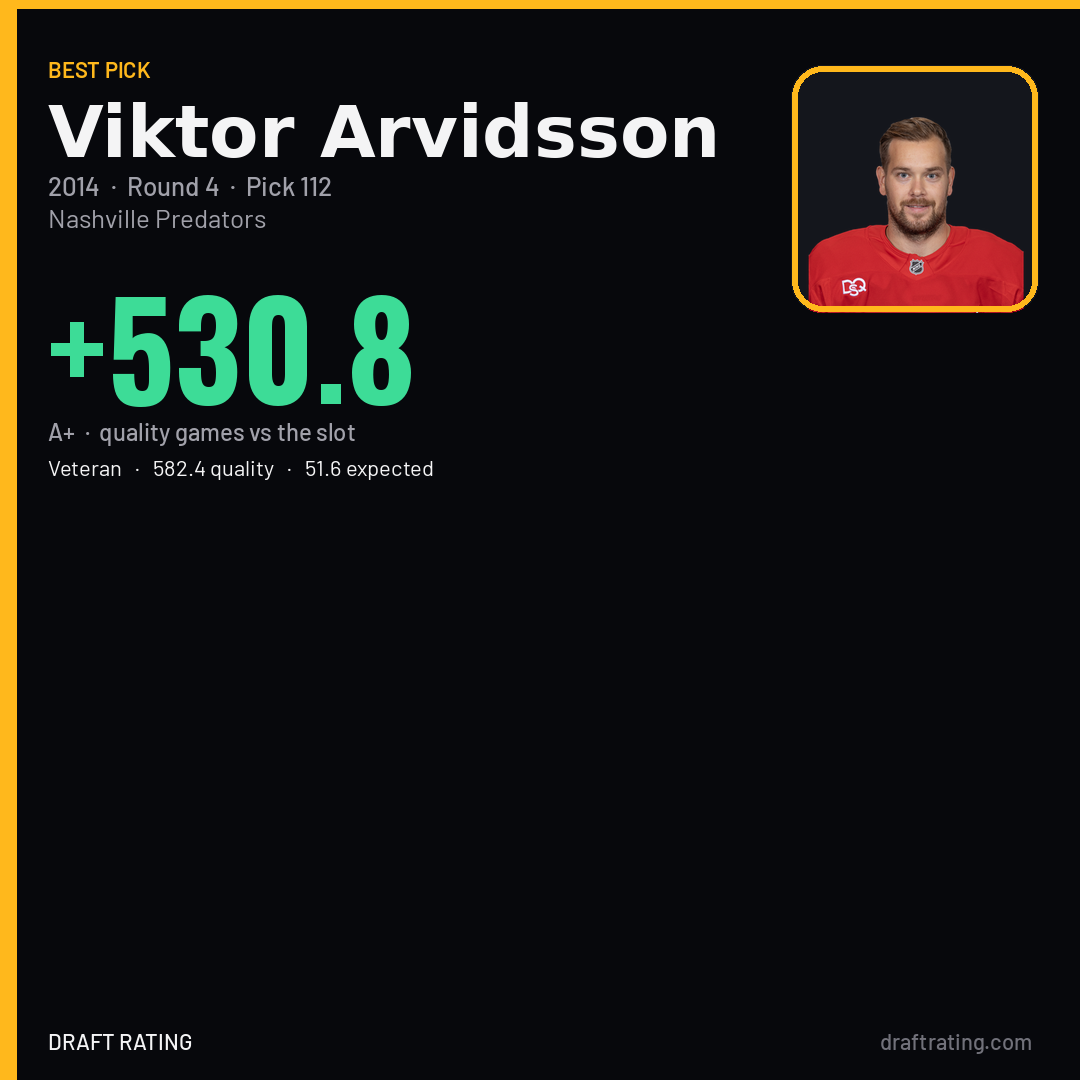 BEST PICK
Viktor Arvidsson
2014 · Round 4 · Pick 112
Nashville Predators
+530.8
A+ · quality games vs the slot
Veteran · 582.4 quality · 51.6 expected
DRAFT RATING
draftrating.com